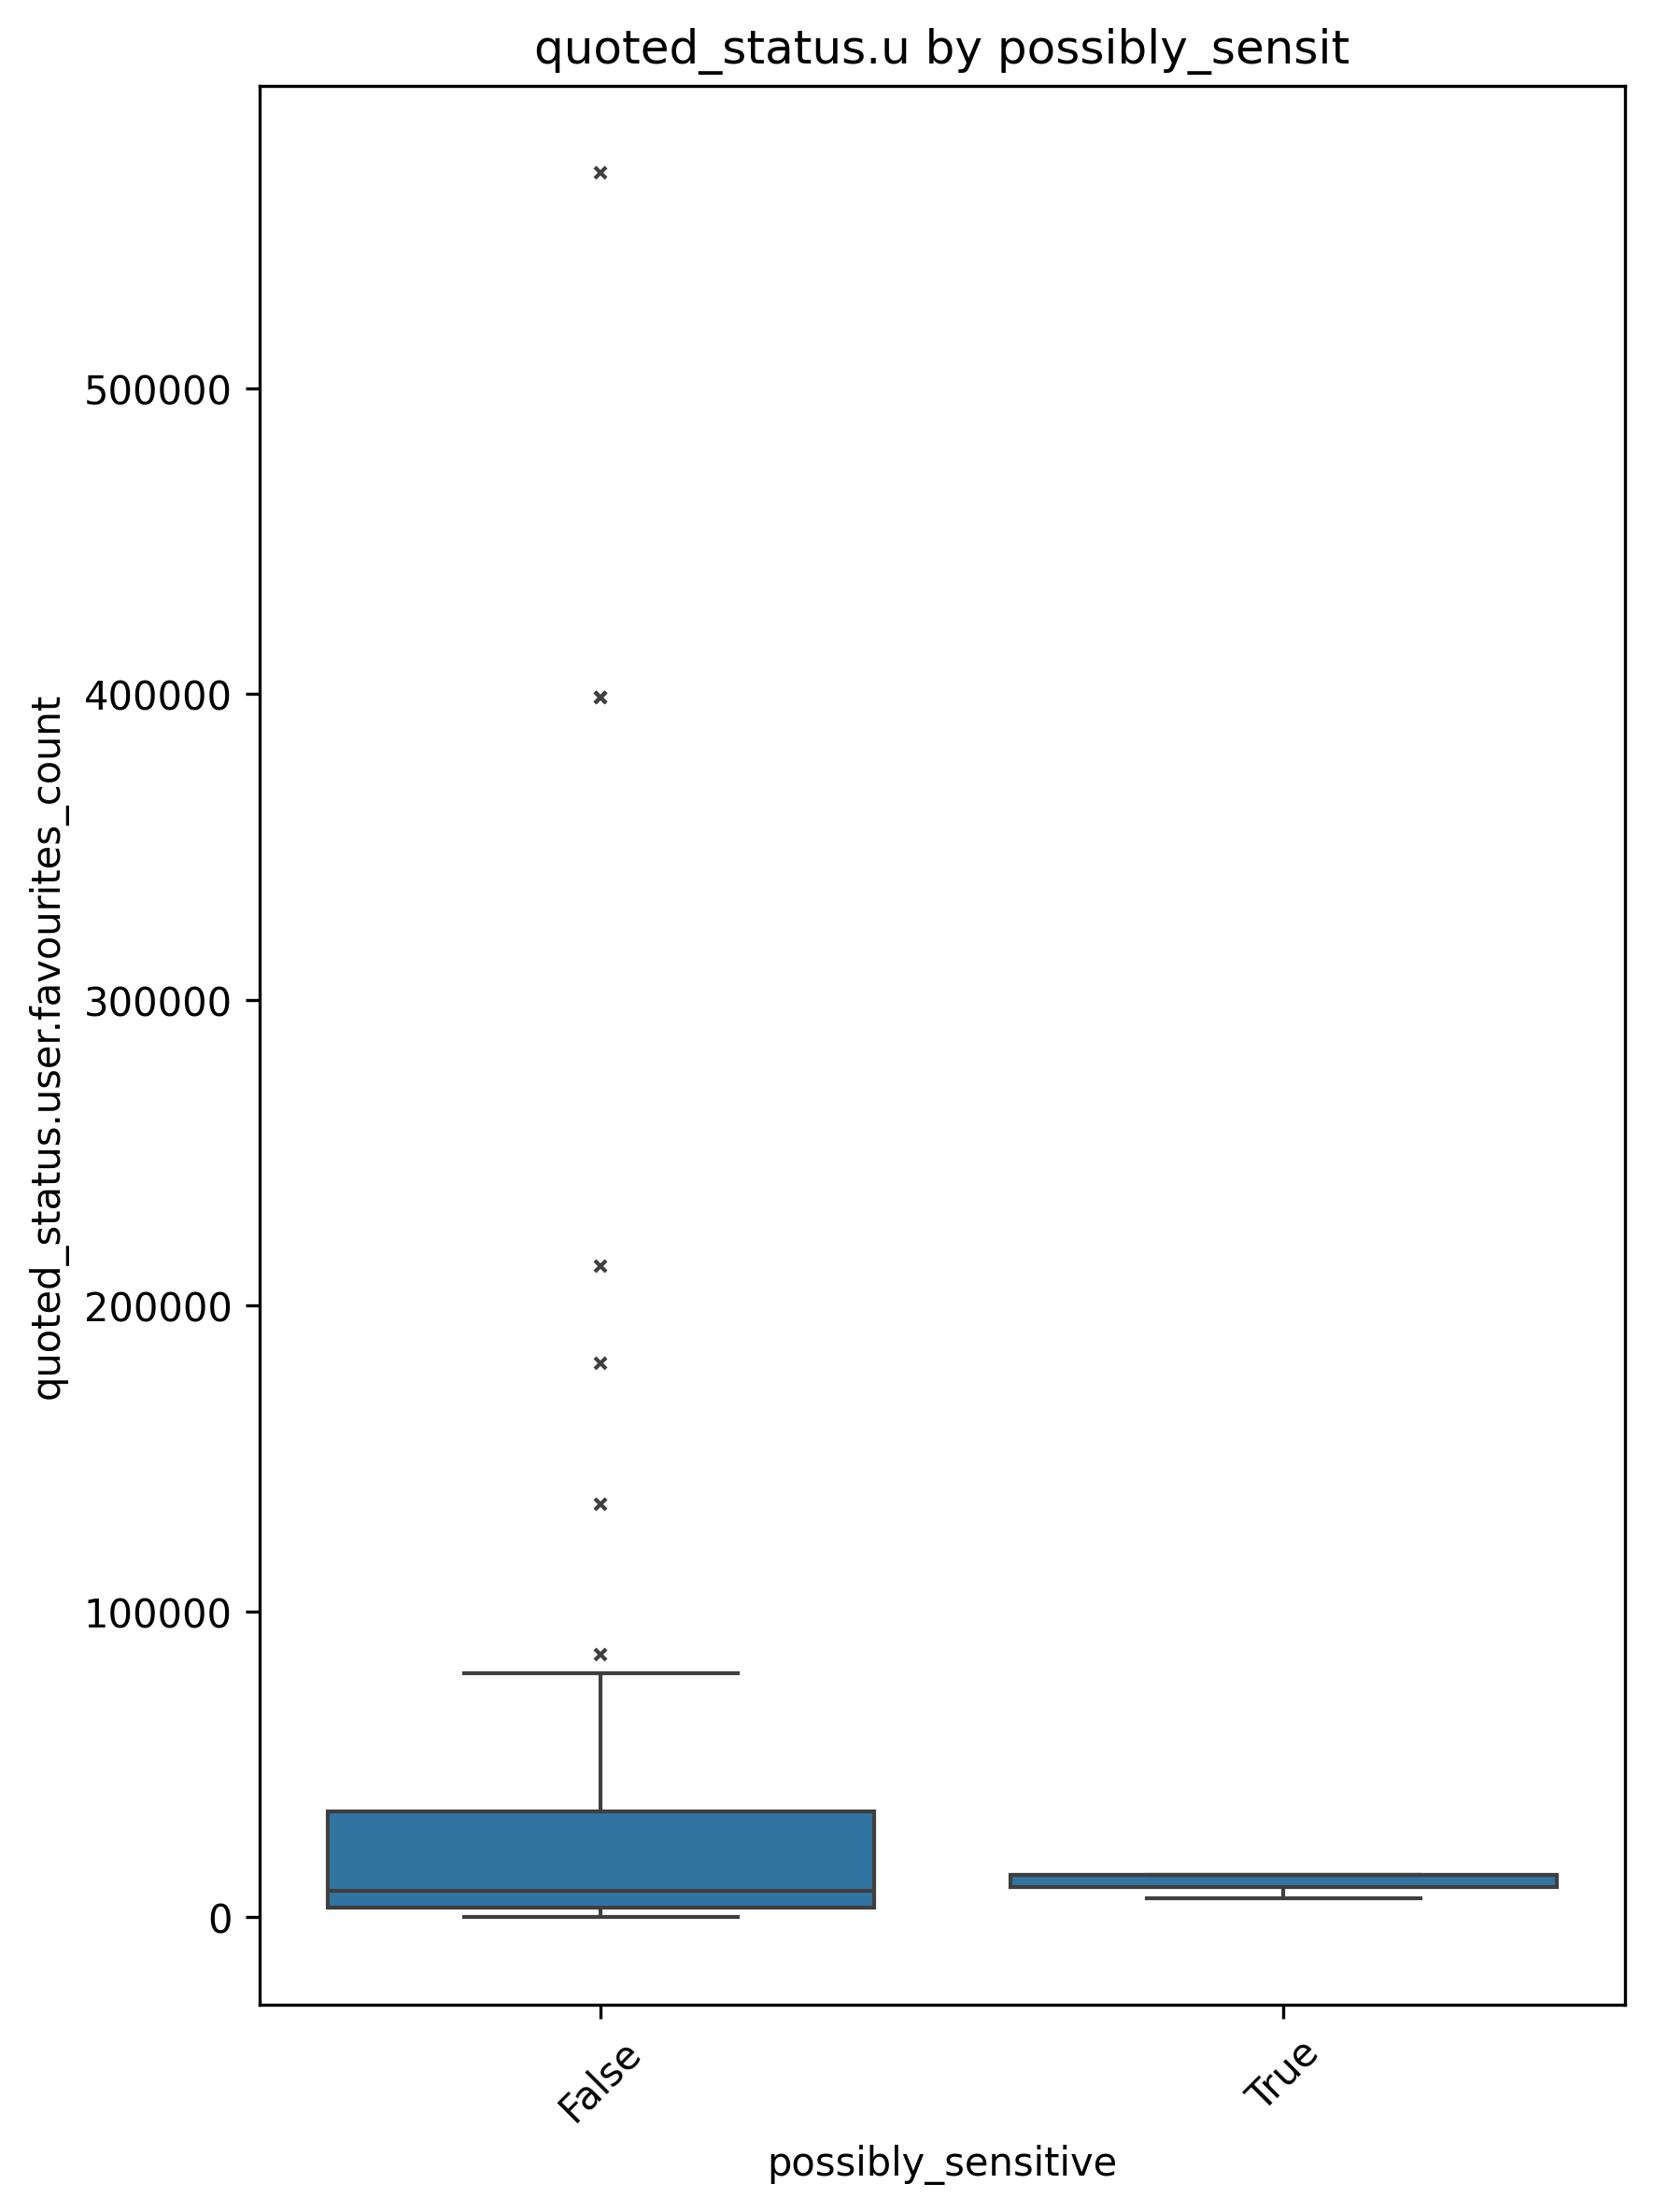 quoted_status.u by possibly_sensit
quoted_status.user.favourites_count
500000
400000
300000
200000
100000
0
False
True
possibly_sensitive